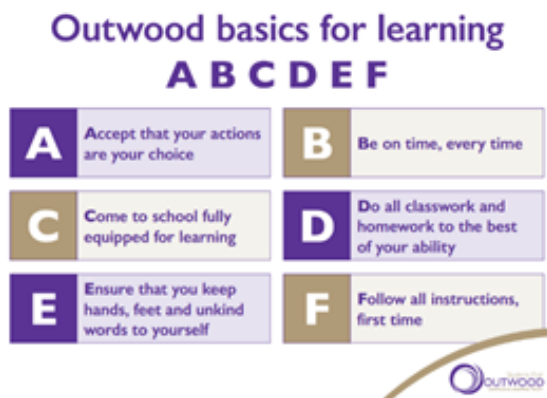 Outwood basics for learning
A B C D E F
A
Accept that your actions
are your choice
B
Be on time, every time
C
Come to school fully
equipped for learning
D
Do all classwork and
homework to the best
of your ability
E
Ensure that you keep
hands, feet and unkind
words to yourself
F
Follow all instructions,
first time
OUTWOOD